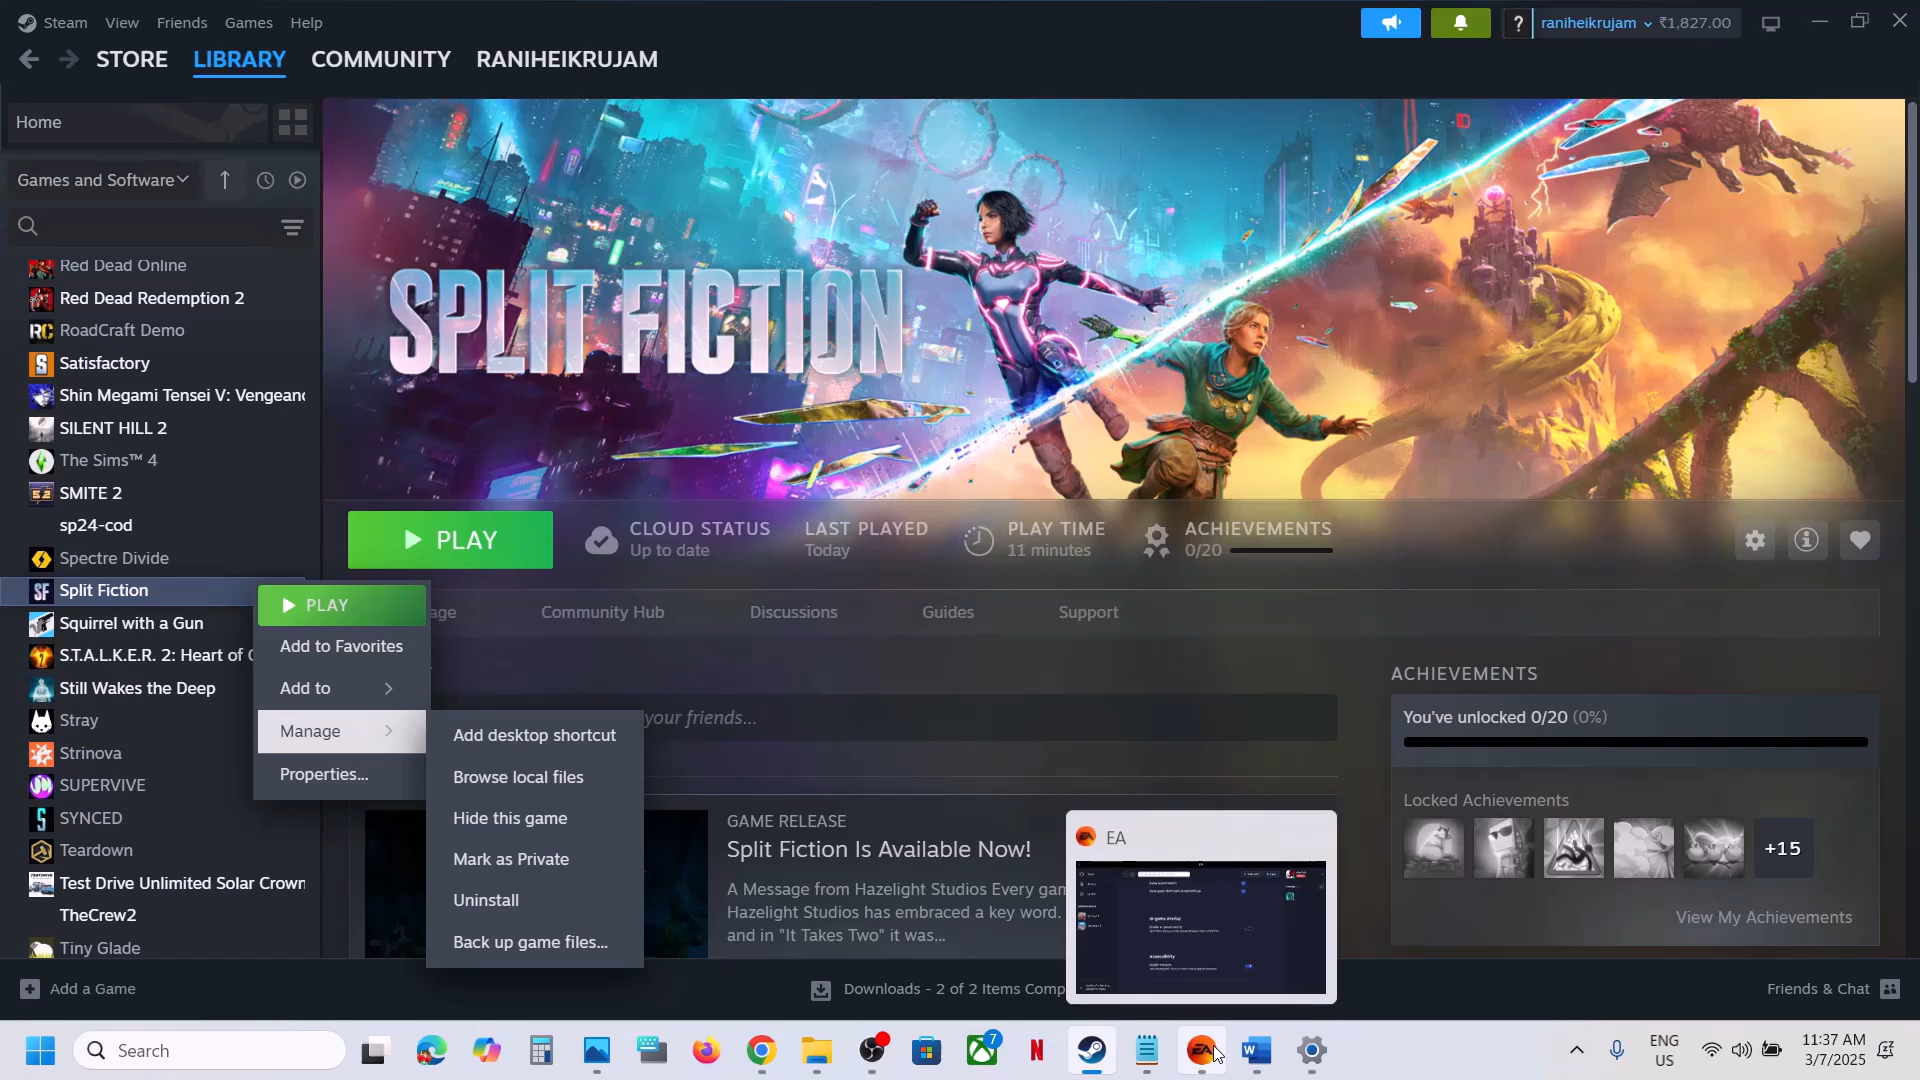 Steam View Friends Games Help
? raniheikrujam ₹1,827.00
STORE LIBRARY COMMUNITY RANIHEIKRUJAM
Home
Games and Software
Red Dead Online
Red Dead Redemption 2
RoadCraft Demo
Satisfactory
Shin Megami Tensei V: Vengeanc
SILENT HILL 2
The Sims™ 4
SMITE 2
sp24-cod
Spectre Divide
Split Fiction
Squirrel with a Gun
S.T.A.L.K.E.R. 2: Heart of C
Still Wakes the Deep
Stray
Strinova
SUPERVIVE
SYNCED
Teardown
Test Drive Unlimited Solar Crown
TheCrew2
Tiny Glade
SPLIT FICTION
PLAY
CLOUD STATUS
Up to date
LAST PLAYED
Today
PLAY TIME
11 minutes
ACHIEVEMENTS
0/20
age Community Hub Discussions Guides Support
PLAY
Add to Favorites
Add to
Manage
Properties...
Add desktop shortcut
Browse local files
Hide this game
Mark as Private
Uninstall
Back up game files...
your friends...
GAME RELEASE
Split Fiction Is Available Now!
A Message from Hazelight Studios Every gam
Hazelight Studios has embraced a key word.
and in "It Takes Two" it was...
EA
ACHIEVEMENTS
You've unlocked 0/20 (0%)
Locked Achievements
+15
View My Achievements
Add a Game
Downloads - 2 of 2 Items Comp
Friends & Chat
Search
7
EA
ENG
US
11:37 AM
3/7/2025